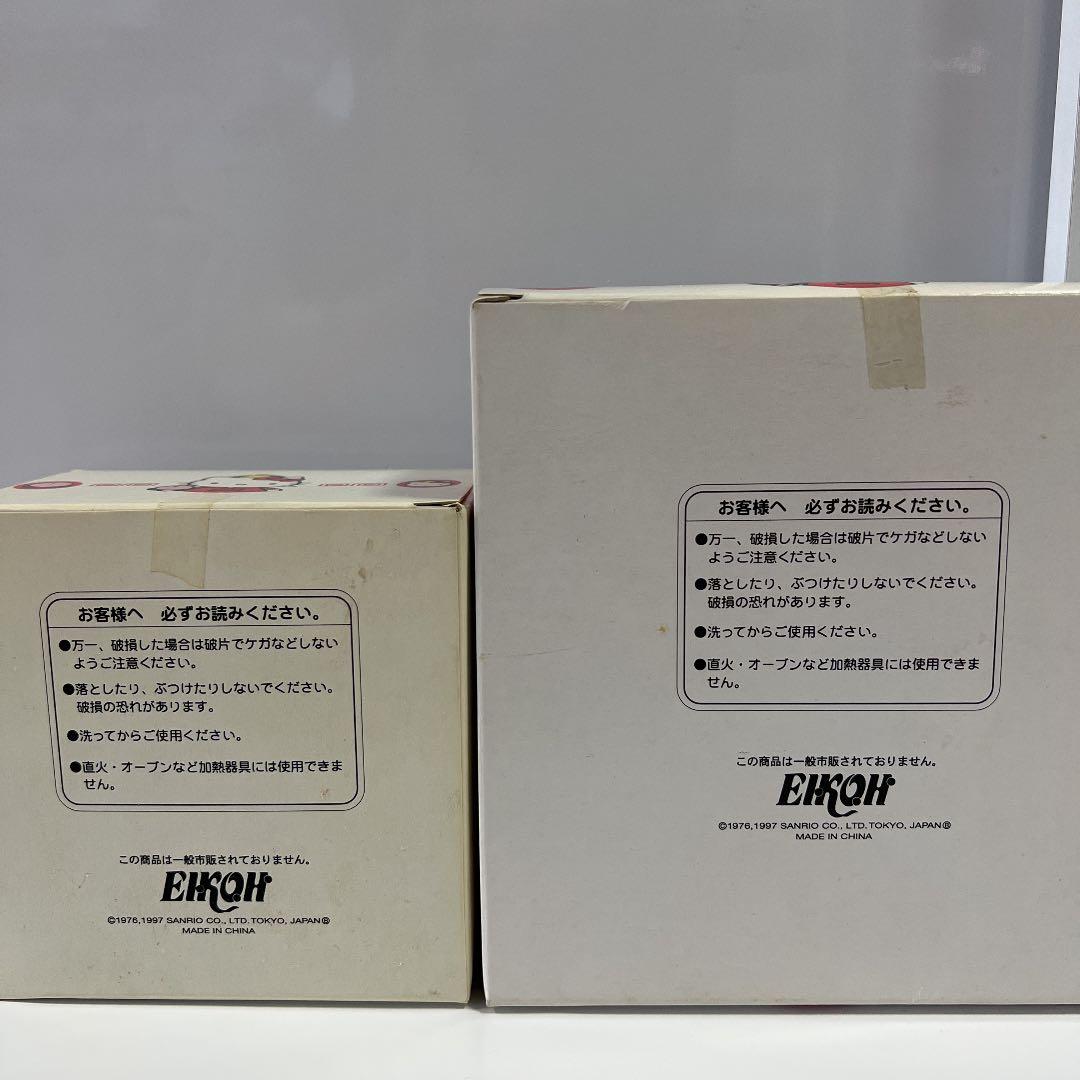 お客様へ 必ずお読みください。
●万一、破損した場合は破片でケガなどしない
ようご注意ください。
●落としたり、ぶつけたりしないでください。
破損の恐れがあります。
●洗ってからご使用ください。
●直火・オーブンなど加熱器具には使用できま
せん。
この商品は一般市販されておりません。
EIKOH
©1976,1997 SANRIO CO., LTD. TOKYO, JAPAN Ⓑ
MADE IN CHINA
お客様へ 必ずお読みください。
●万一、破損した場合は破片でケガなどしない
ようご注意ください。
●落としたり、ぶつけたりしないでください。
破損の恐れがあります。
●洗ってからご使用ください。
●直火・オーブンなど加熱器具には使用できま
せん。
この商品は一般市販されておりません。
EIKOH
©1976,1997 SANRIO CO., LTD. TOKYO, JAPAN Ⓑ
MADE IN CHINA